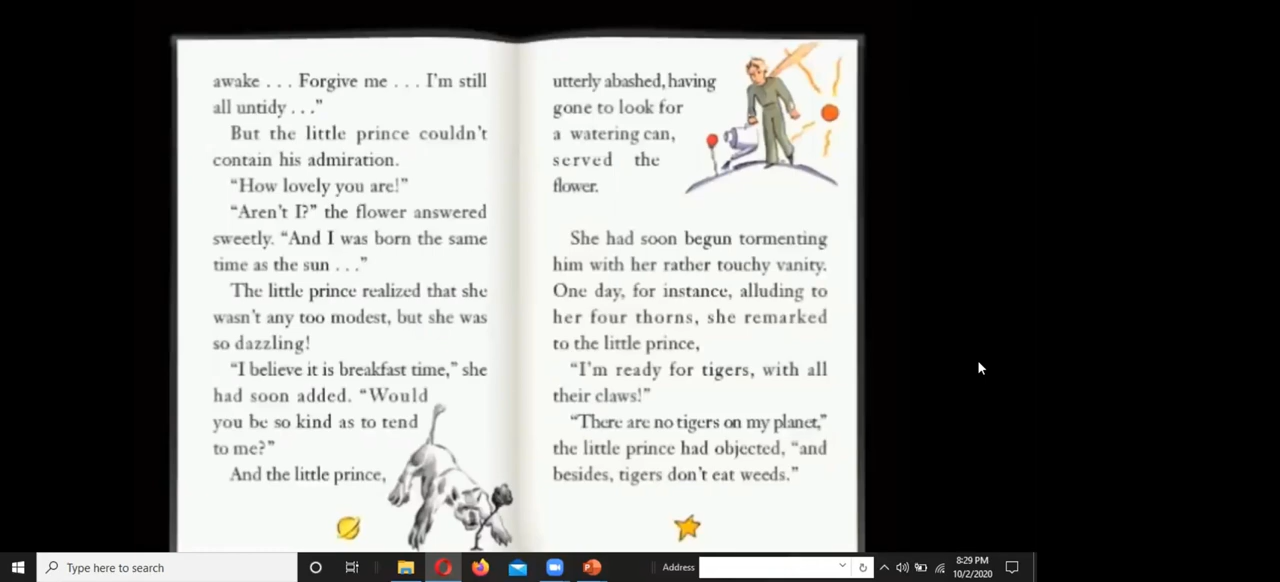 awake . . . Forgive me . . . I'm still
all untidy . . ."
But the little prince couldn't
contain his admiration.
"How lovely you are!"
"Aren't I?" the flower answered
sweetly. "And I was born the same
time as the sun . . ."
The little prince realized that she
wasn't any too modest, but she was
so dazzling!
"I believe it is breakfast time," she
had soon added. "Would
you be so kind as to tend
to me?"
And the little prince,
utterly abashed, having
gone to look for
a watering can,
served the
flower.
She had soon begun tormenting
him with her rather touchy vanity.
One day, for instance, alluding to
her four thorns, she remarked
to the little prince,
"I'm ready for tigers, with all
their claws!"
"There are no tigers on my planet,"
the little prince had objected, "and
besides, tigers don't eat weeds."
Type here to search
Address
8:29 PM
10/2/2020